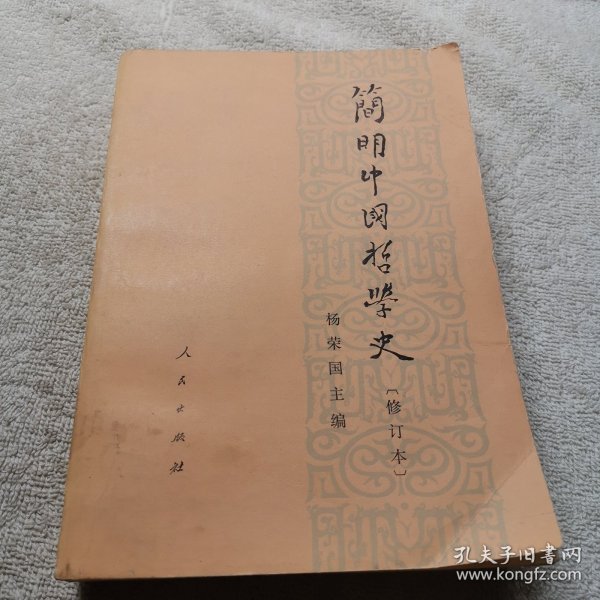 簡明中國哲學史
〔修订本〕
杨荣国主编
人民出版社
孔夫子旧書网
www.kongfz.com